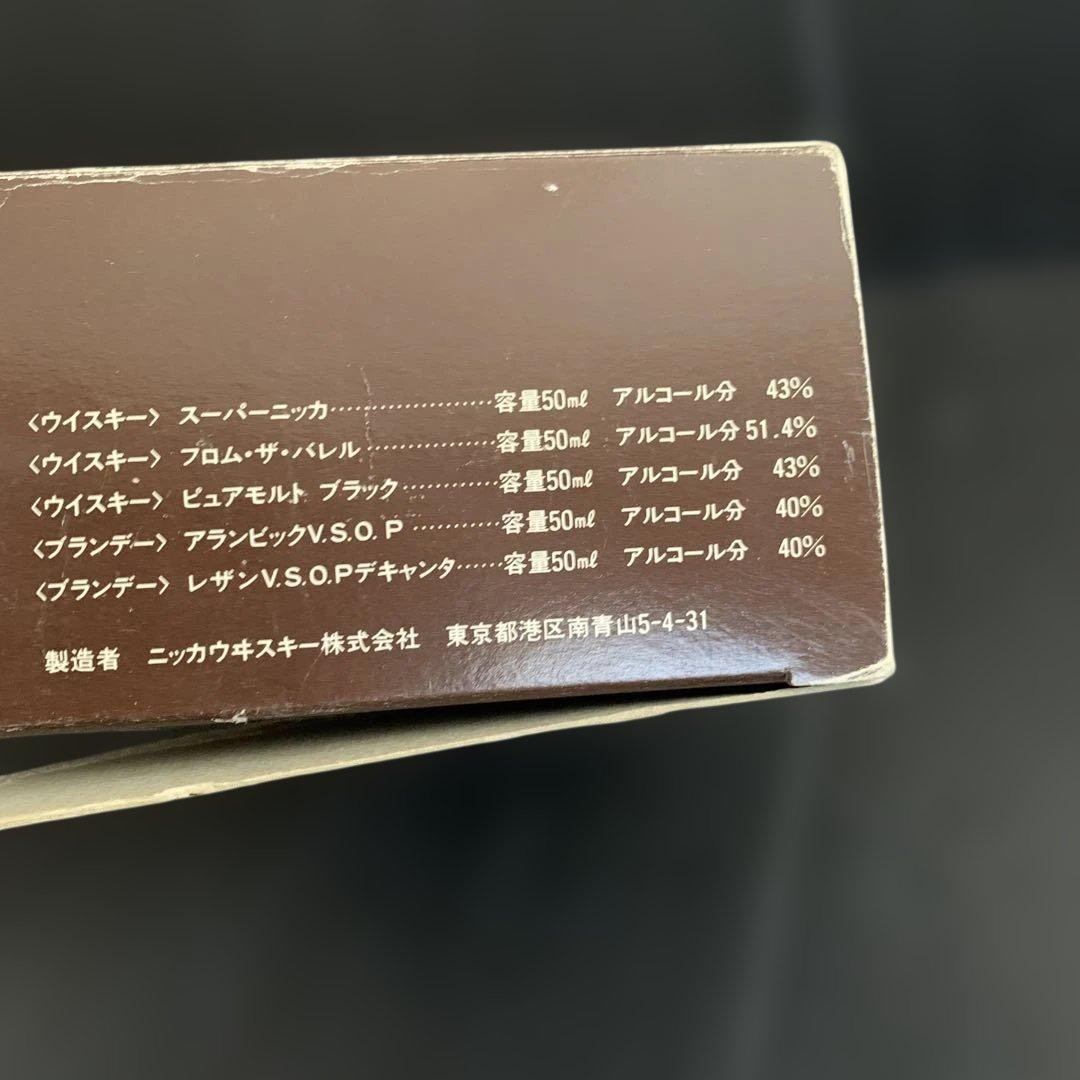 〈ウイスキー〉 スーパーニッカ………………容量50㎖ アルコール分 43%
〈ウイスキー〉 フロム・ザ・バレル……………容量50㎖ アルコール分 51.4%
〈ウイスキー〉 ピュアモルト ブラック…………容量50㎖ アルコール分 43%
〈ブランデー〉 アランビックV.S.O.P…………容量50㎖ アルコール分 40%
〈ブランデー〉 レザンV.S.O.Pデキャンタ……容量50㎖ アルコール分 40%
製造者 ニッカウヰスキー株式会社 東京都港区南青山5-4-31